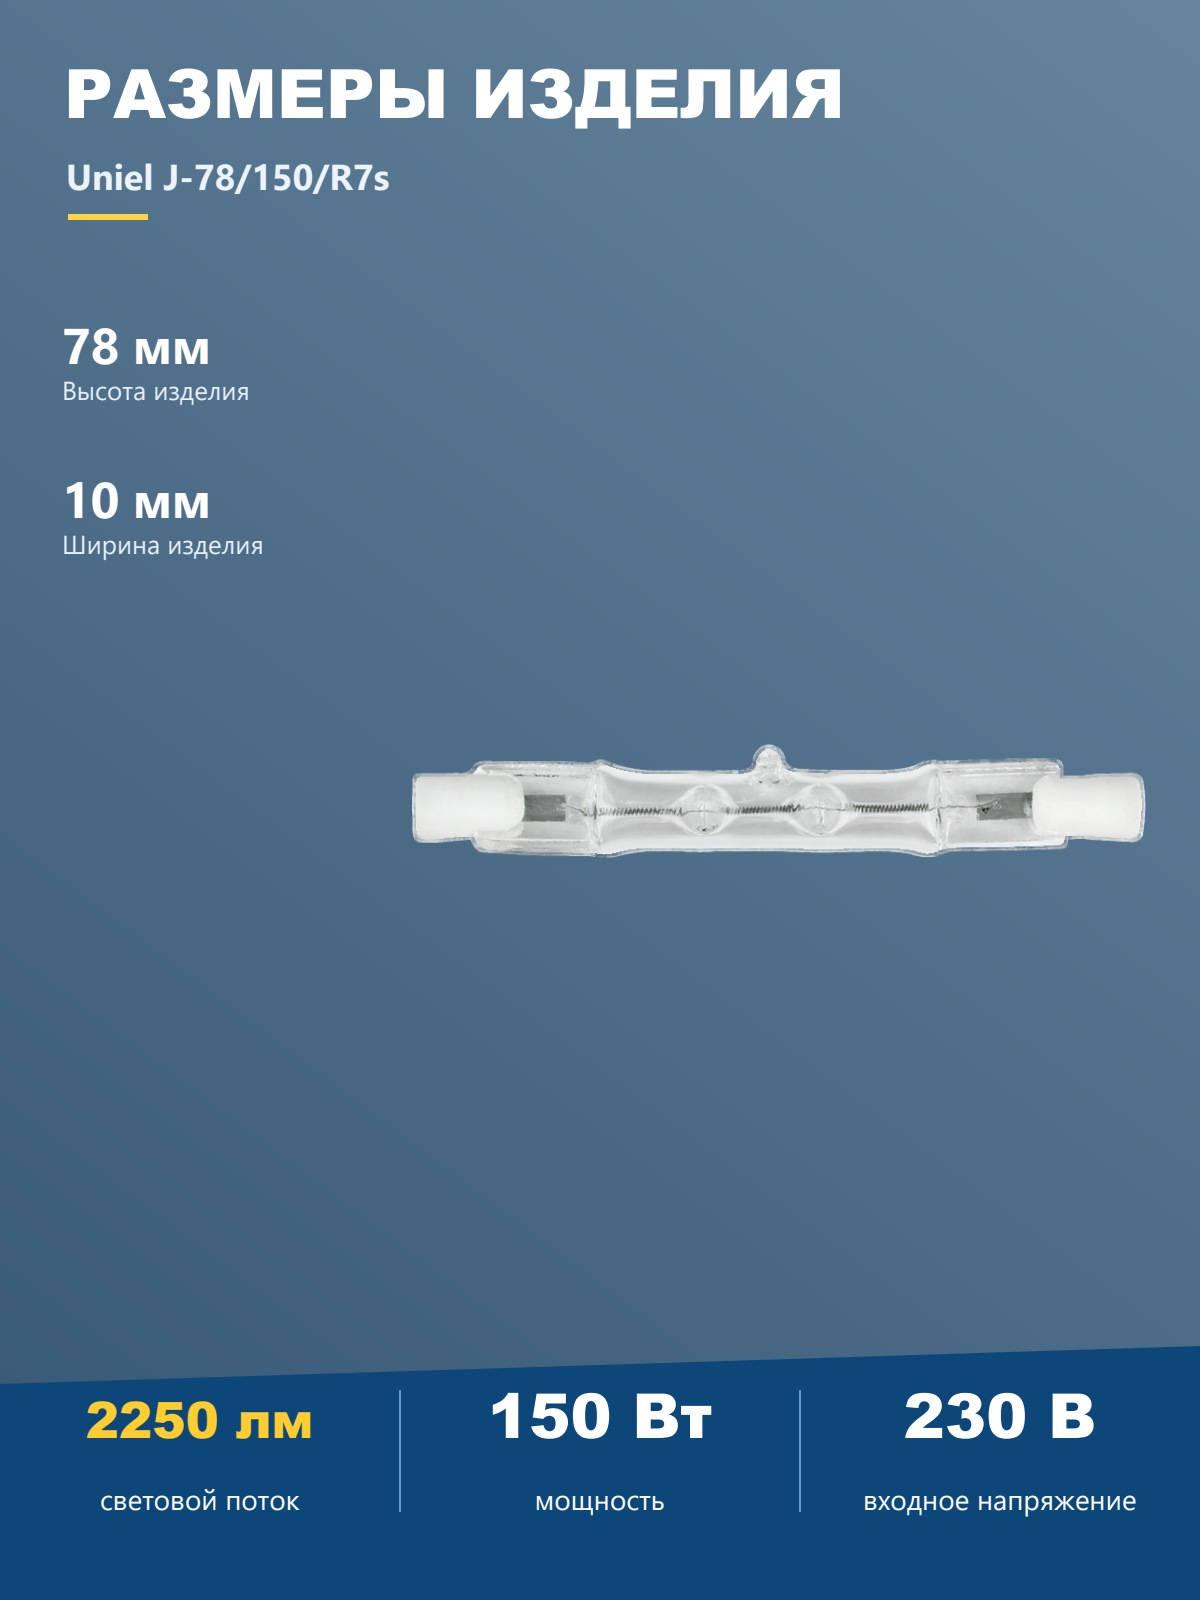 РАЗМЕРЫ ИЗДЕЛИЯ
Uniel J-78/150/R7s
78 мм
Высота изделия
10 мм
Ширина изделия
2250 лм
150 Вт
230 В
световой поток
мощность
входное напряжение